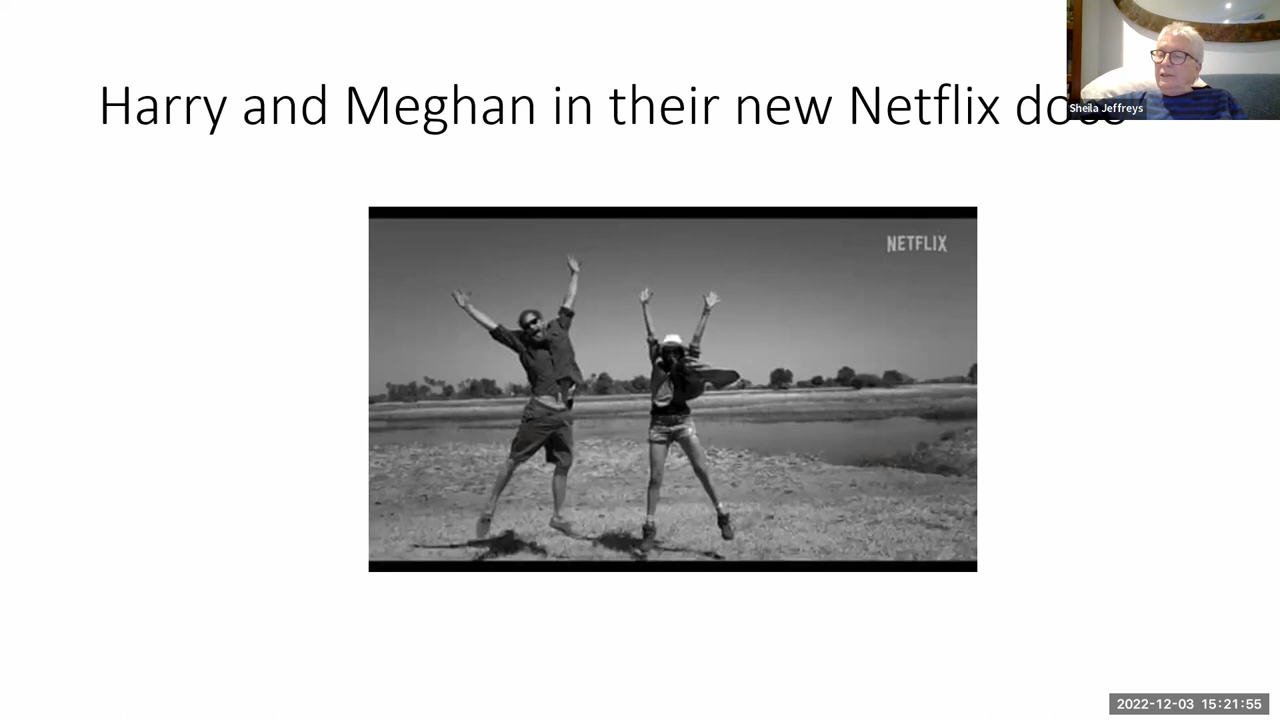 Harry and Meghan in their new Netflix
Sheila Jeffreys
NETFLIX
2022-12-03 15:21:55